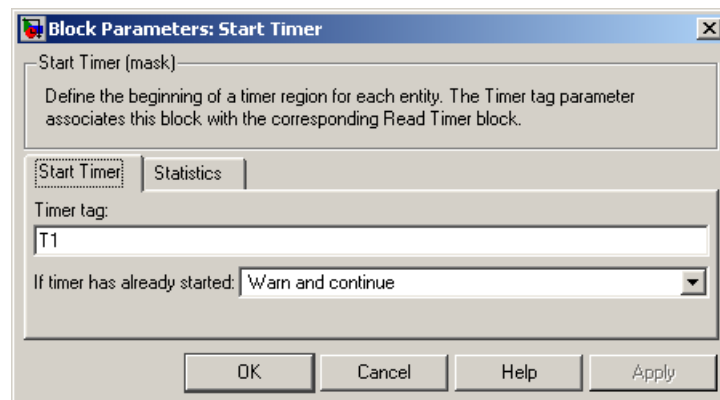 Block Parameters: Start Timer
Start Timer (mask)
Define the beginning of a timer region for each entity. The Timer tag parameter
associates this block with the corresponding Read Timer block.
Start Timer Statistics
Timer tag:
T1
If timer has already started: Warn and continue
OK Cancel Help Apply